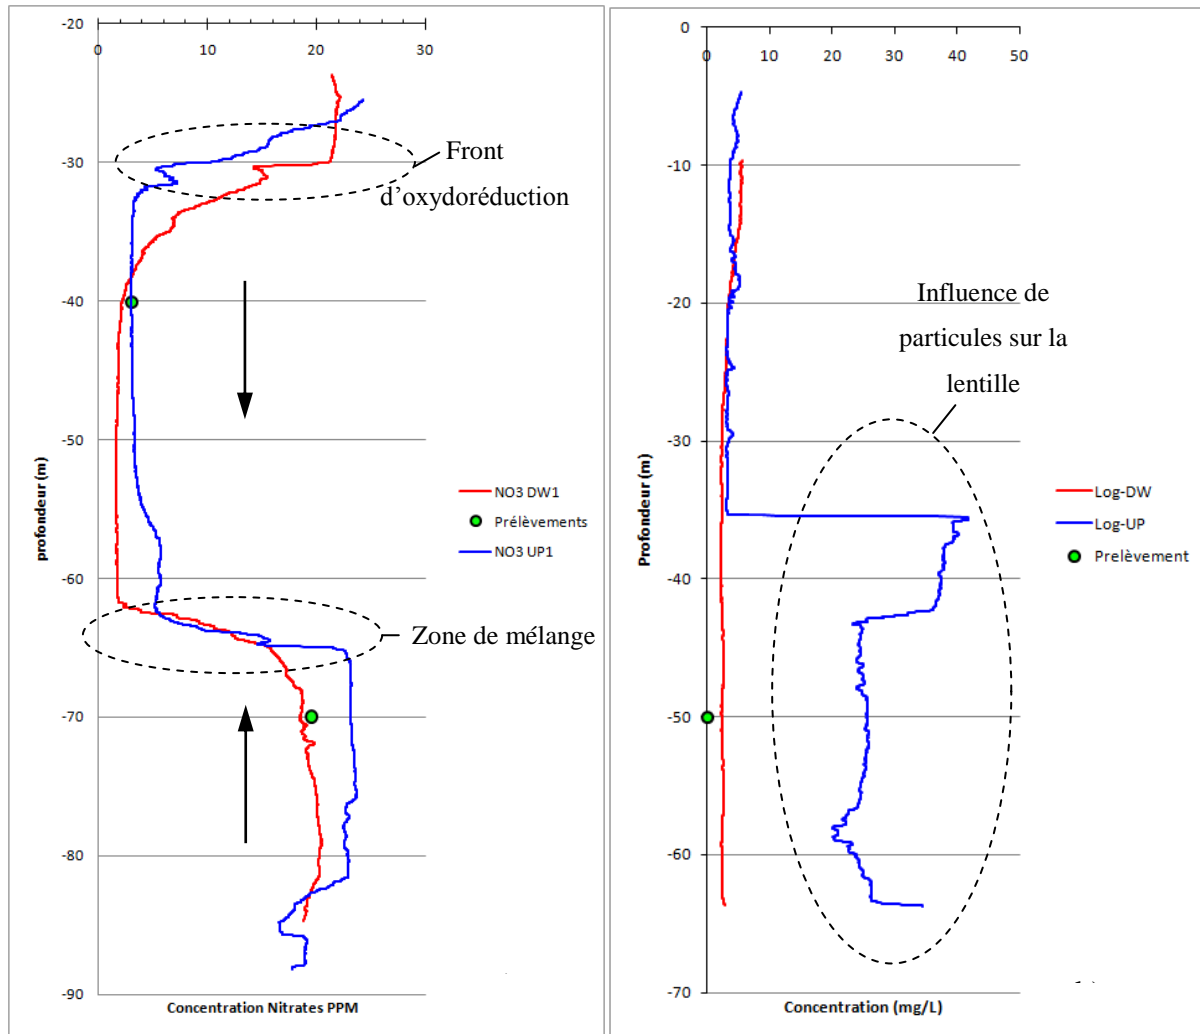 -20
0
10
20
30
-30
-40
-50
-60
-70
-80
-90
profondeur (m)
Front
d'oxydoréduction
NO3 DW1
Prélèvements
NO3 UP1
Zone de mélange
Concentration Nitrates PPM
0
0
10
20
30
40
50
-10
-20
-30
-40
-50
-60
-70
Profondeur (m)
Influence de
particules sur la
lentille
Log-DW
Log-UP
Prelèvement
Concentration (mg/L)